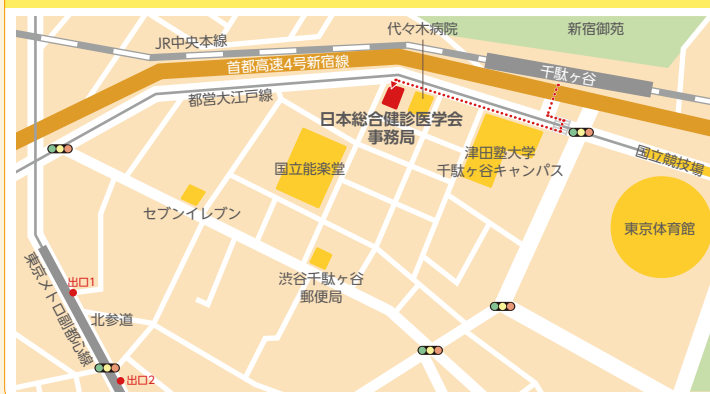 代々木病院
新宿御苑
JR中央本線
首都高速4号新宿線
千駄ヶ谷
都営大江戸線
日本総合健診医学会
事務局
国立能楽堂
津田塾大学
千駄ヶ谷キャンパス
国立競技場
セブンイレブン
東京体育館
渋谷千駄ヶ谷
郵便局
東京メトロ副都心線
出口1
北参道
出口2